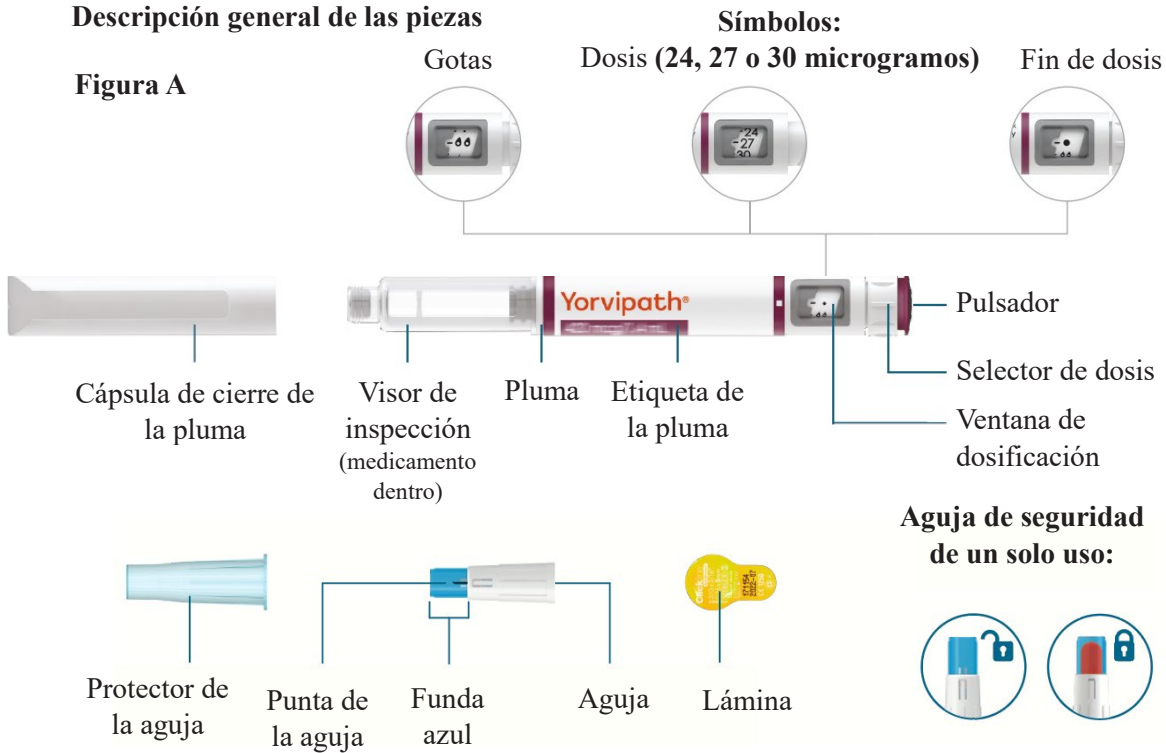 Descripción general de las piezas
Símbolos:
Gotas
Dosis (24, 27 o 30 microgramos)
Fin de dosis
Figura A
24
27
30
Yorvipath®
Pulsador
Selector de dosis
Ventana de
dosificación
Cápsula de cierre de
la pluma
Visor de
inspección
(medicamento
dentro)
Pluma
Etiqueta de
la pluma
Aguja de seguridad
de un solo uso:
Protector de
la aguja
Punta de
la aguja
Funda
azul
Aguja
Lámina